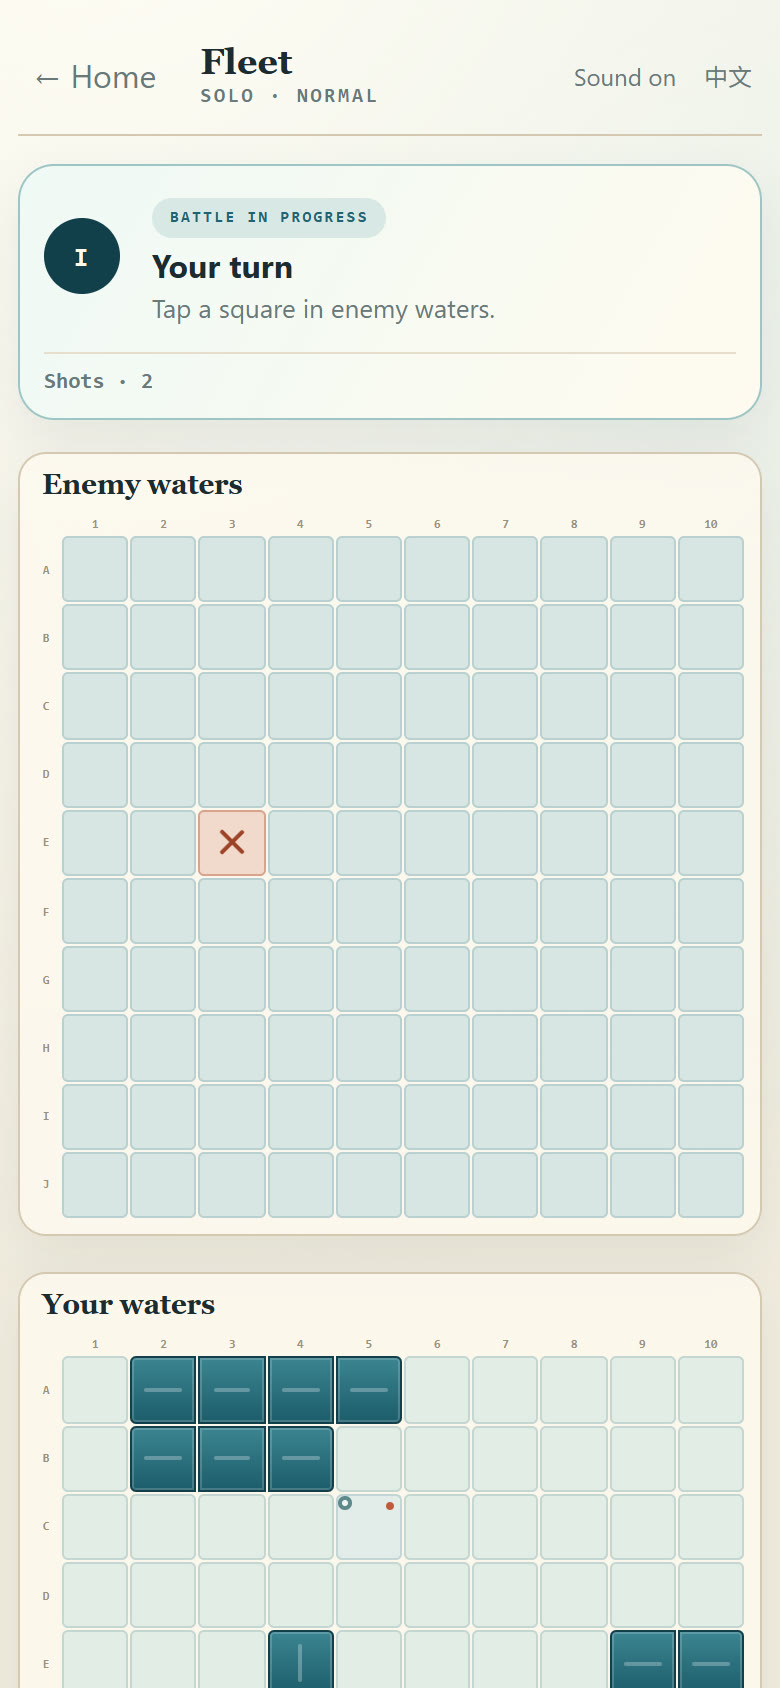 ← Home
Fleet
SOLO · NORMAL
Sound on
中文
I
BATTLE IN PROGRESS
Your turn
Tap a square in enemy waters.
Shots · 2
Enemy waters
1 2 3 4 5 6 7 8 9 10
A
B
C
D
E
F
G
H
I
J
Your waters
1 2 3 4 5 6 7 8 9 10
A
B
C
D
E